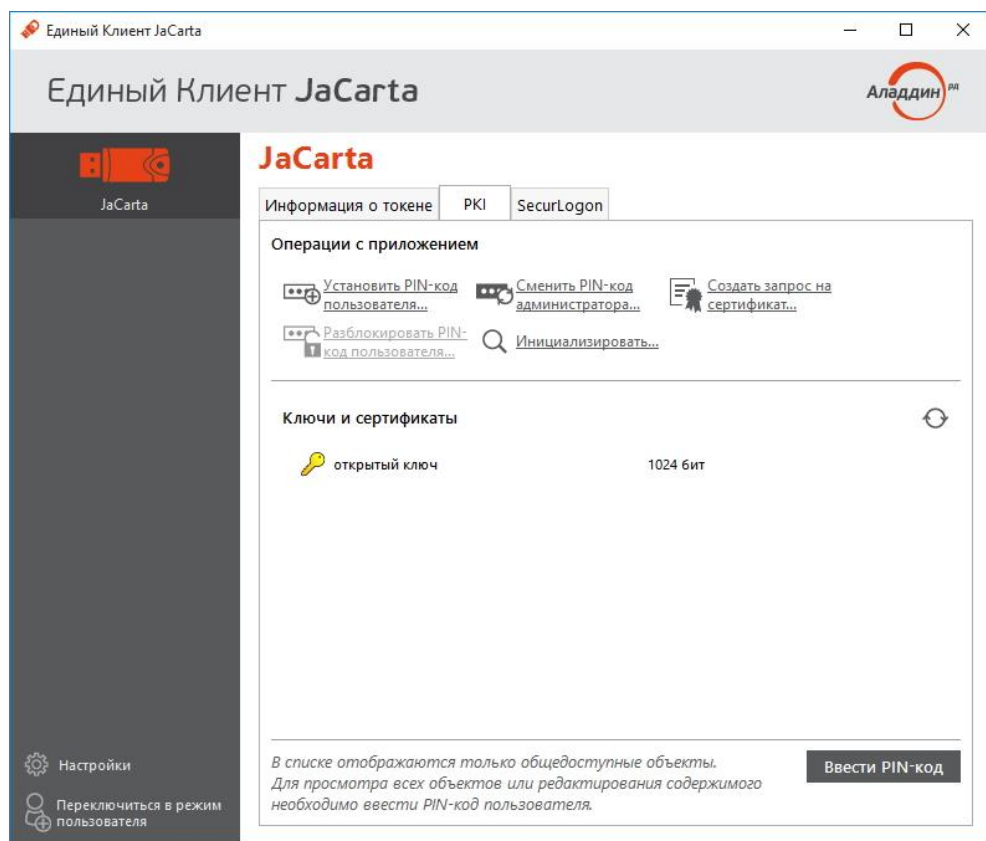 Единый Клиент JaCarta
Единый Клиент JaCarta
Аладдин РД
JaCarta
JaCarta
Информация о токене
PKI
SecurLogon
Операции с приложением
Установить PIN-код
пользователя...
Сменить PIN-код
администратора...
Создать запрос на
сертификат...
Разблокировать PIN-
код пользователя...
Инициализировать...
Ключи и сертификаты
открытый ключ
1024 бит
Настройки
Переключиться в режим
пользователя
В списке отображаются только общедоступные объекты.
Для просмотра всех объектов или редактирования содержимого
необходимо ввести PIN-код пользователя.
Ввести PIN-код